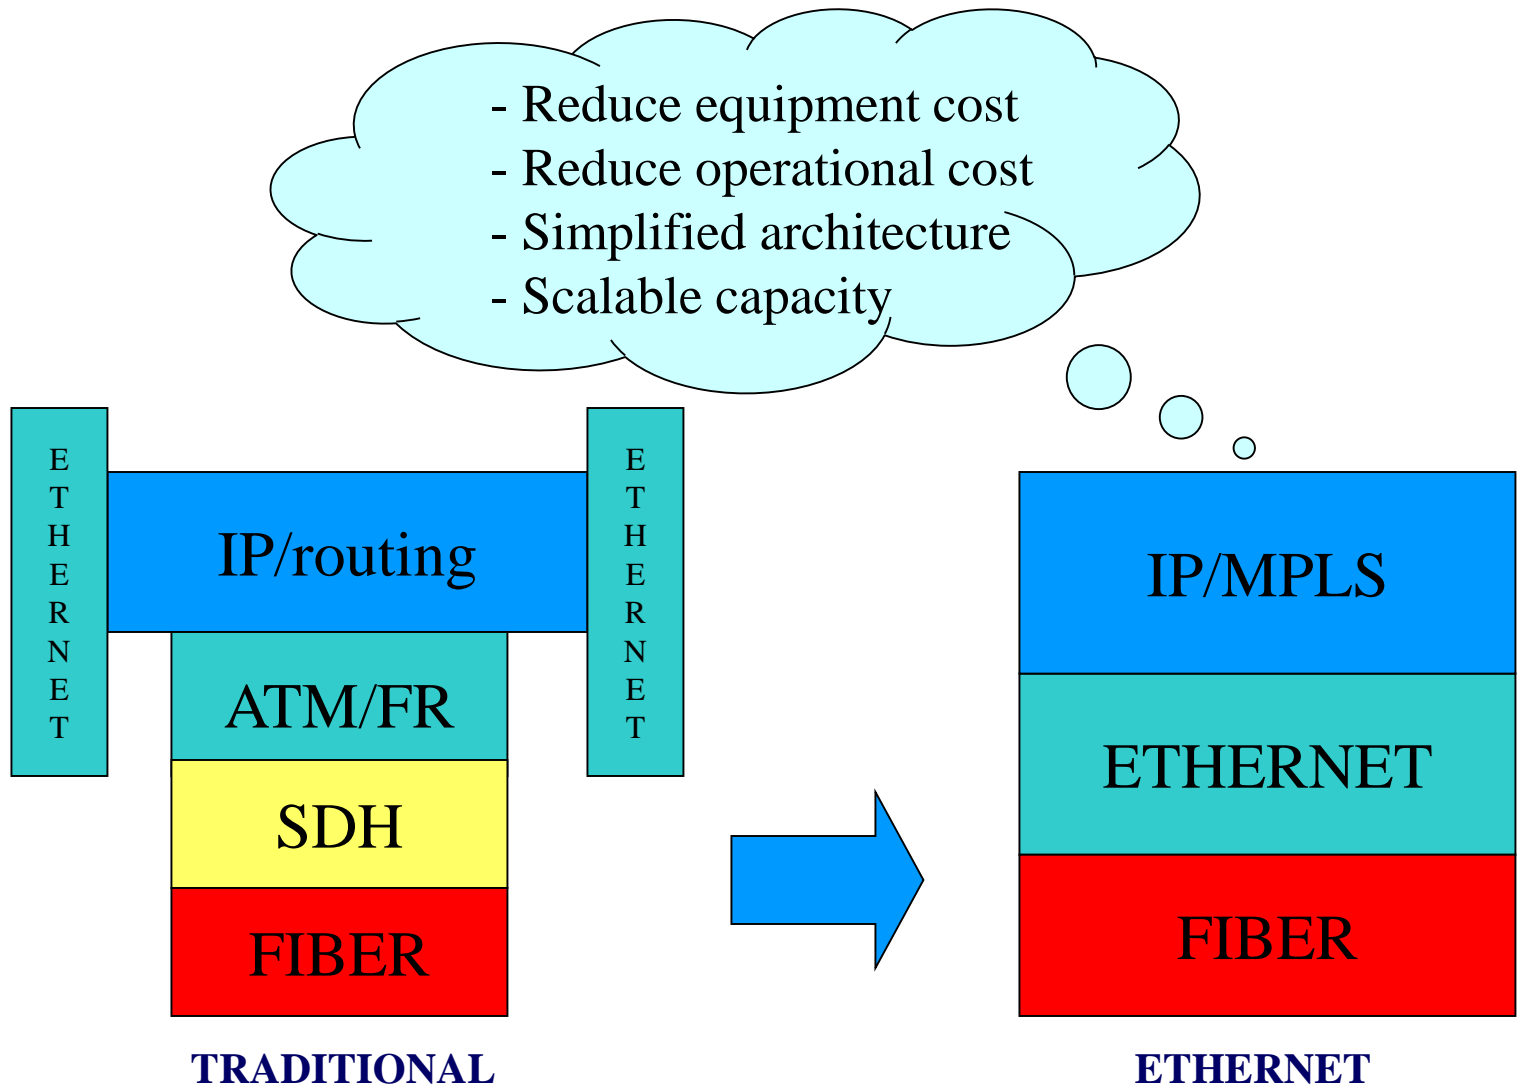 - Reduce equipment cost
- Reduce operational cost
- Simplified architecture
- Scalable capacity
E
T
H
E
R
N
E
T
IP/routing
ATM/FR
SDH
FIBER
E
T
H
E
R
N
E
T
TRADITIONAL
IP/MPLS
ETHERNET
FIBER
ETHERNET